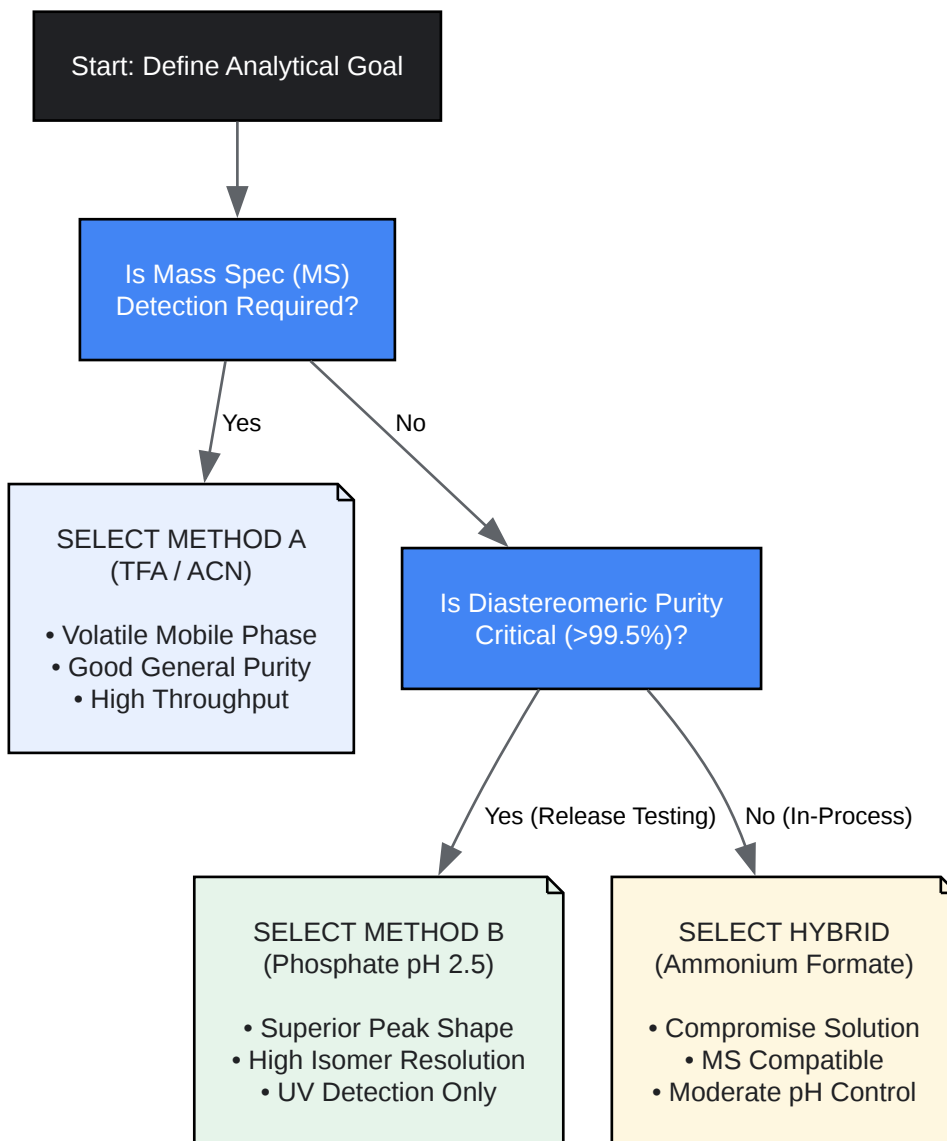 Start: Define Analytical Goal
Is Mass Spec (MS)
Detection Required?
Yes
No
SELECT METHOD A
(TFA / ACN)
• Volatile Mobile Phase
• Good General Purity
• High Throughput
Is Diastereomeric Purity
Critical (>99.5%)?
Yes (Release Testing)
No (In-Process)
SELECT METHOD B
(Phosphate pH 2.5)
• Superior Peak Shape
• High Isomer Resolution
• UV Detection Only
SELECT HYBRID
(Ammonium Formate)
• Compromise Solution
• MS Compatible
• Moderate pH Control